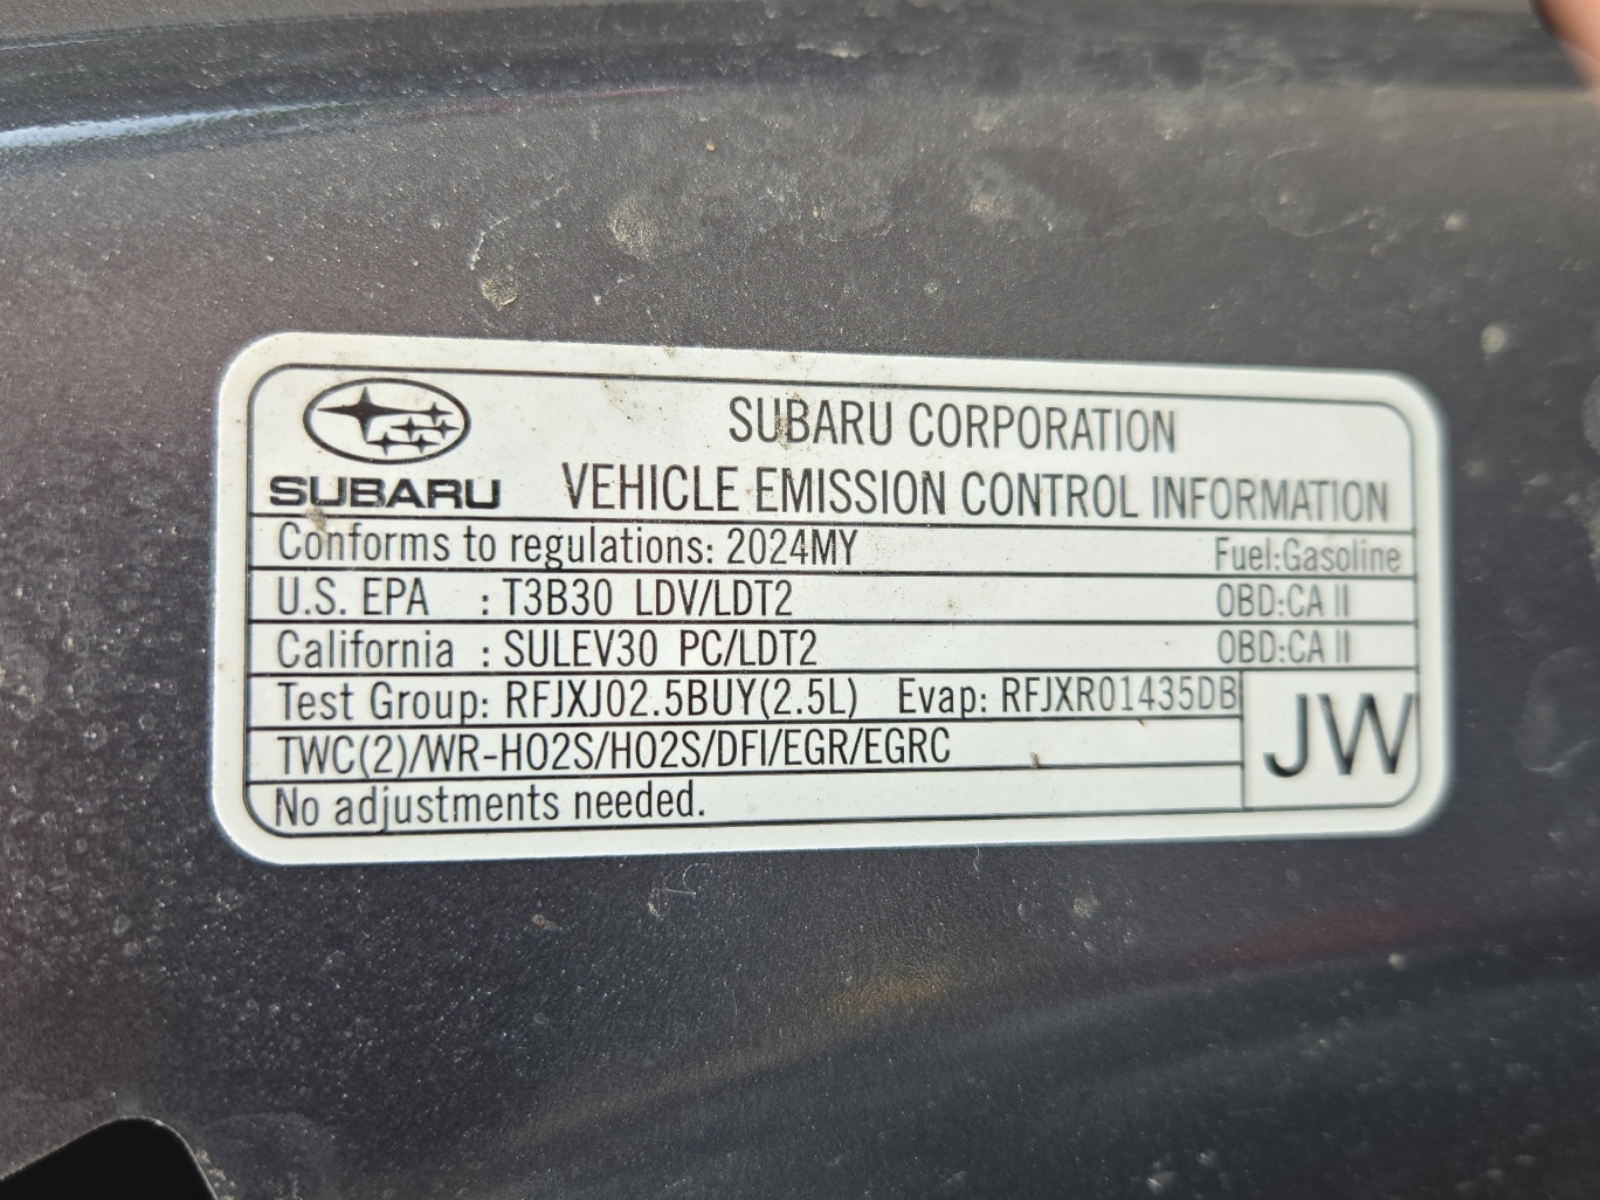 SUBARU CORPORATION
SUBARU VEHICLE EMISSION CONTROL INFORMATION
Conforms to regulations: 2024MY Fuel:Gasoline
U.S. EPA : T3B30 LDV/LDT2 OBD:CA II
California : SULEV30 PC/LDT2 OBD:CA II
Test Group: RFJXJ02.5BUY(2.5L) Evap: RFJXR01435DB
JW
TWC(2)/WR-HO2S/HO2S/DFI/EGR/EGRC
No adjustments needed.